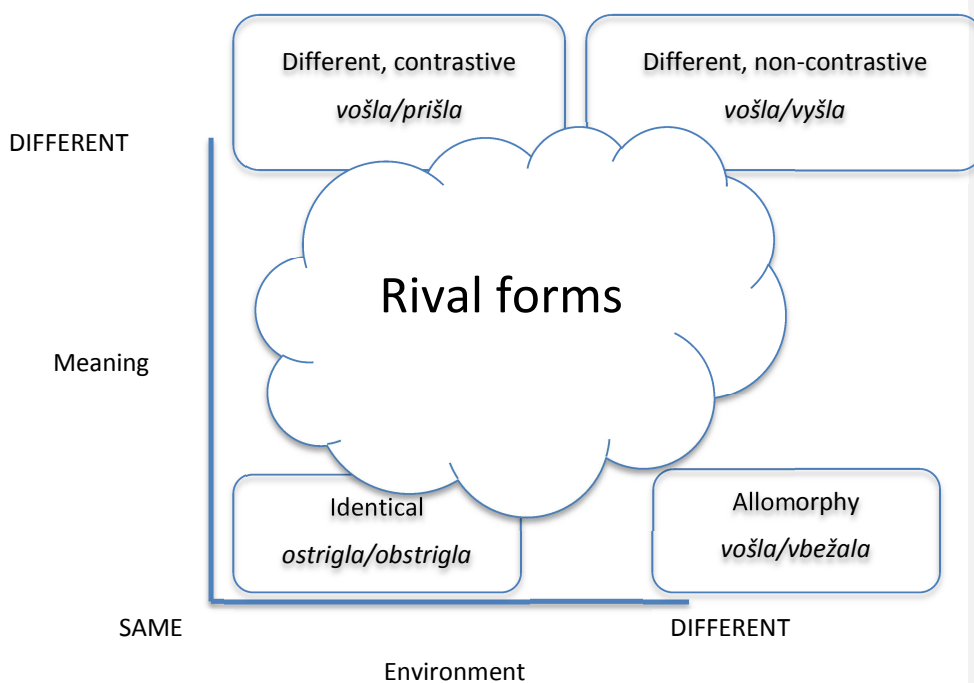 Different, contrastive
vošla/prišla
Different, non-contrastive
vošla/vyšla
DIFFERENT
Rival forms
Meaning
Identical
ostrigla/obstrigla
Allomorphy
vošla/vbežala
SAME
DIFFERENT
Environment